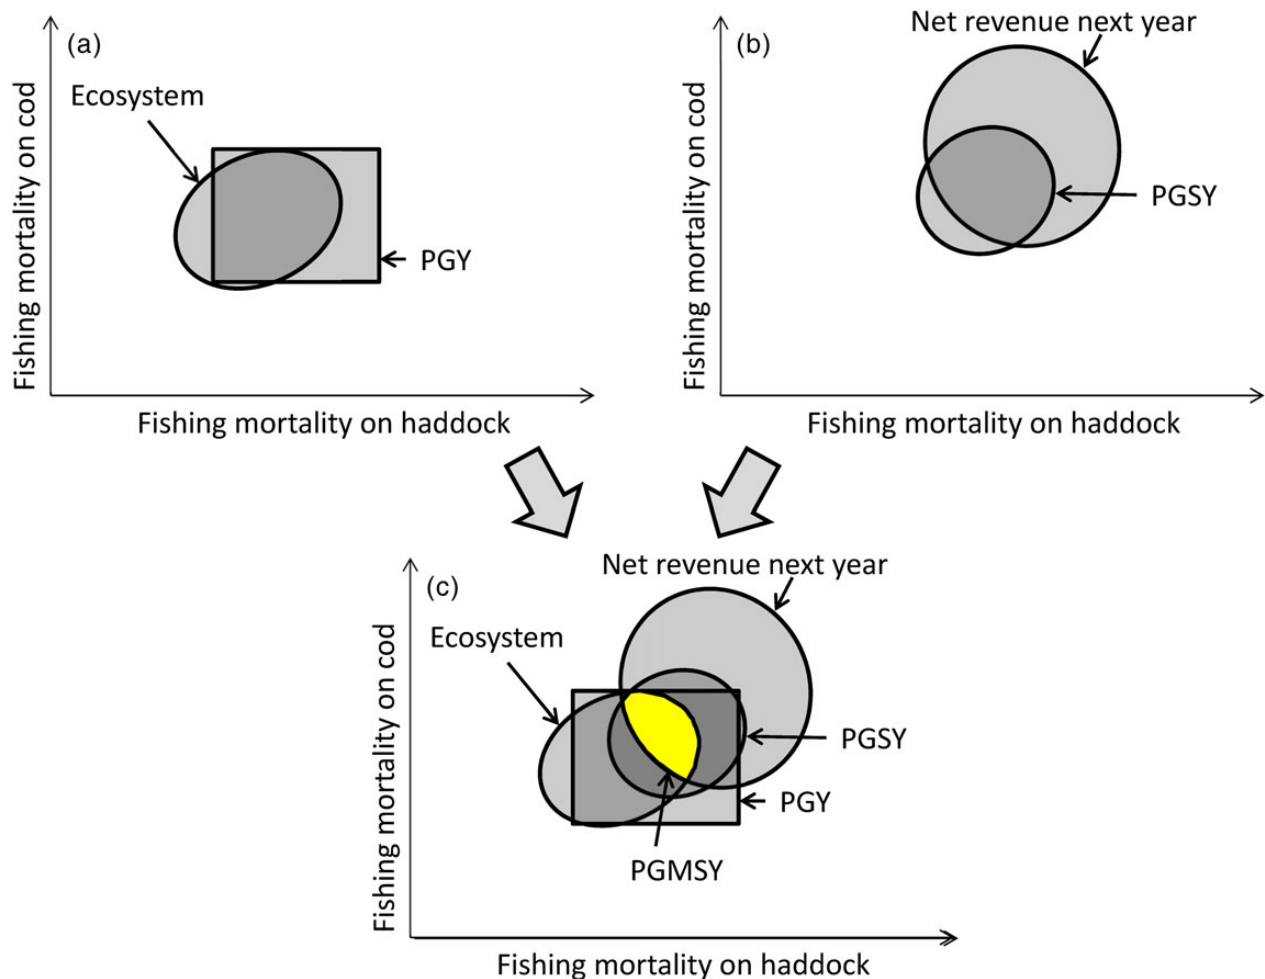 (a)
Ecosystem
PGY
Fishing mortality on cod
Fishing mortality on haddock
(b)
Net revenue next year
PGSY
Fishing mortality on cod
Fishing mortality on haddock
(c)
Net revenue next year
Ecosystem
PGSY
PGY
PGMSY
Fishing mortality on cod
Fishing mortality on haddock